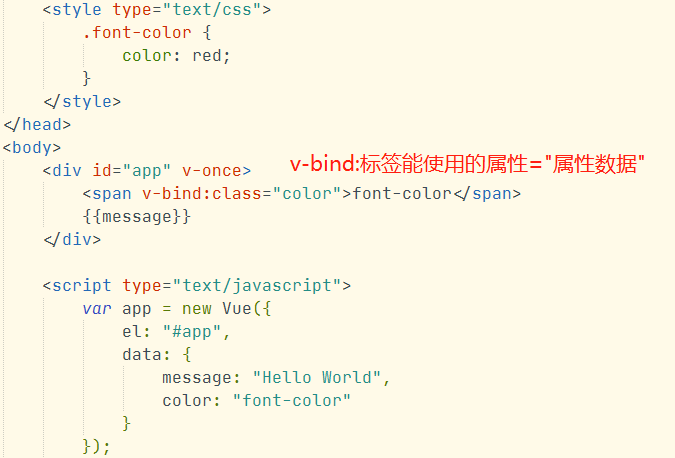 <style type="text/css">
.font-color {
color: red;
}
</style>
</head>
<body>
<div id="app" v-once>
v-bind:标签能使用的属性="属性数据"
<span v-bind:class="color">font-color</span>
{{message}}
</div>
<script type="text/javascript">
var app = new Vue({
el: "#app",
data: {
message: "Hello World",
color: "font-color"
}
});